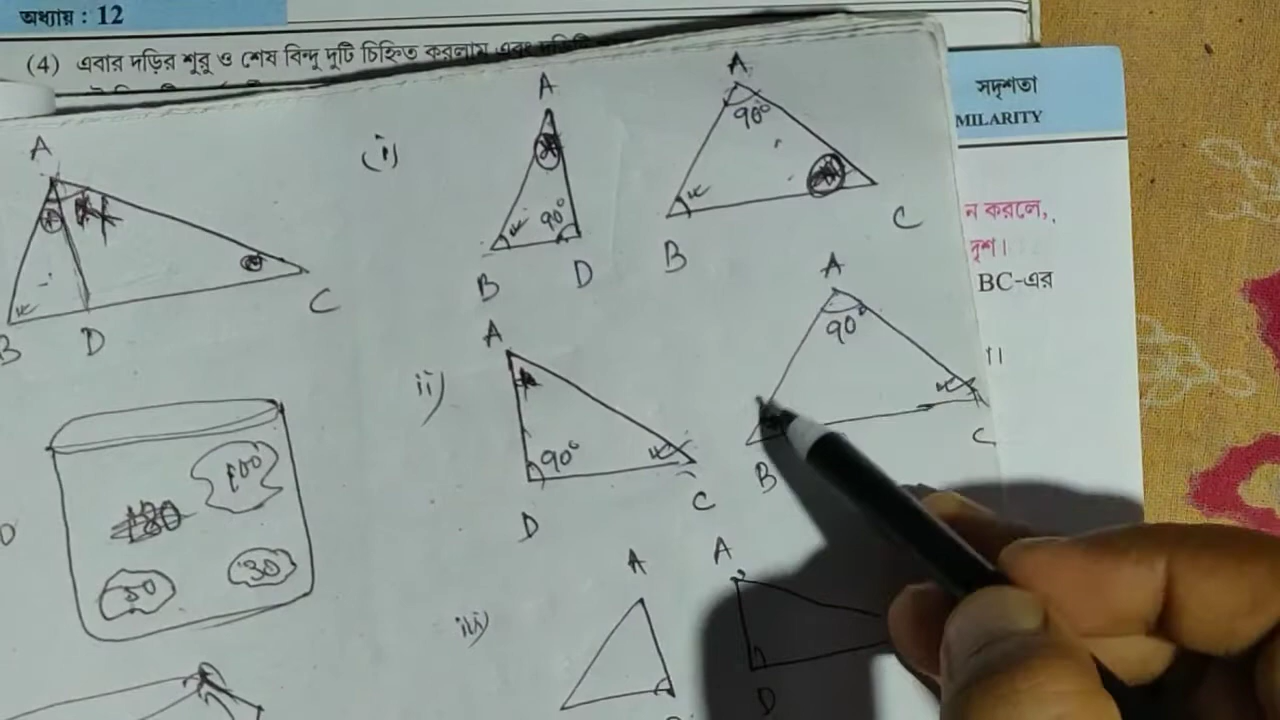 অধ্যায় : 12
(4) এবার দড়ির শুরু ও শেষ বিন্দু দুটি চিহ্নিত করলাম এবং
সদৃশতা
MILARITY
ন করলে,
দৃশ।
BC-এর
A
B
D
C
(i)
A
90°
B
D
A
90°
B
C
ii)
A
90°
D
C
A
90
B
C
100
30
50
iii)
A
A
D